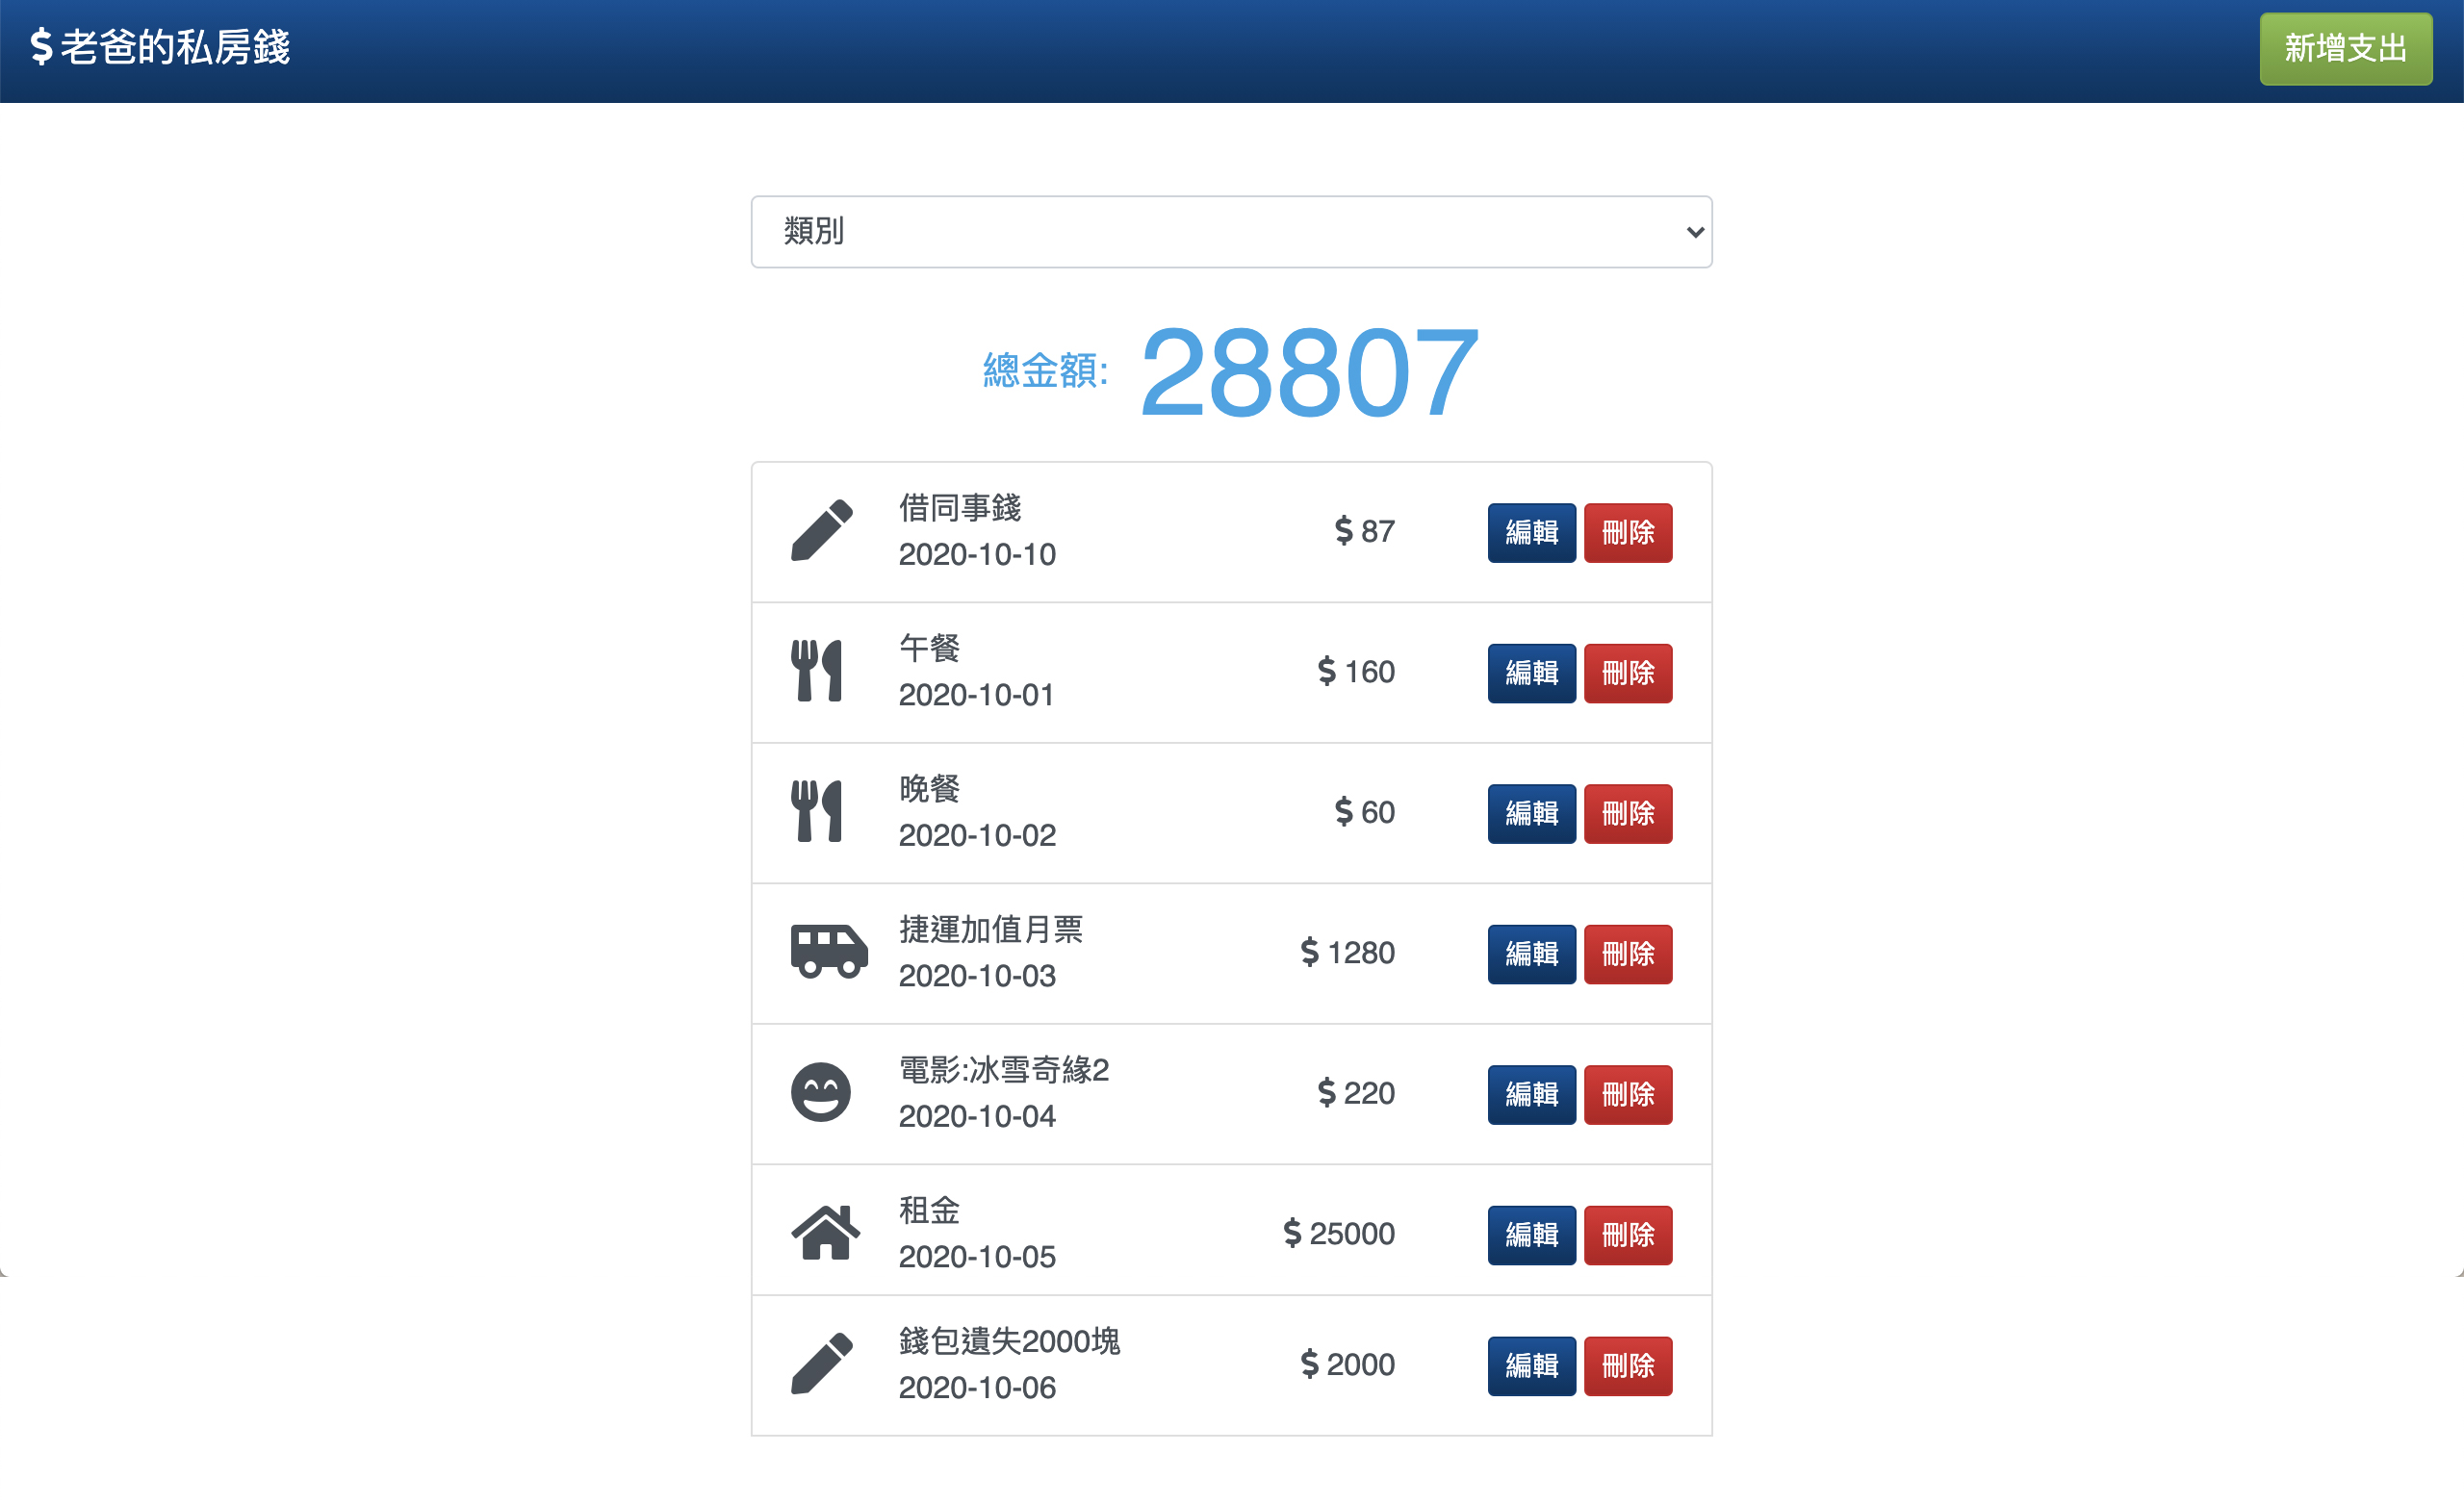 $ 老爸的私房錢 新增支出
類別
總金額: 28807
借同事錢
2020-10-10
$ 87 編輯 刪除
午餐
2020-10-01
$ 160 編輯 刪除
晚餐
2020-10-02
$ 60 編輯 刪除
捷運加值月票
2020-10-03
$ 1280 編輯 刪除
電影:冰雪奇緣2
2020-10-04
$ 220 編輯 刪除
租金
2020-10-05
$ 25000 編輯 刪除
錢包遺失2000塊
2020-10-06
$ 2000 編輯 刪除